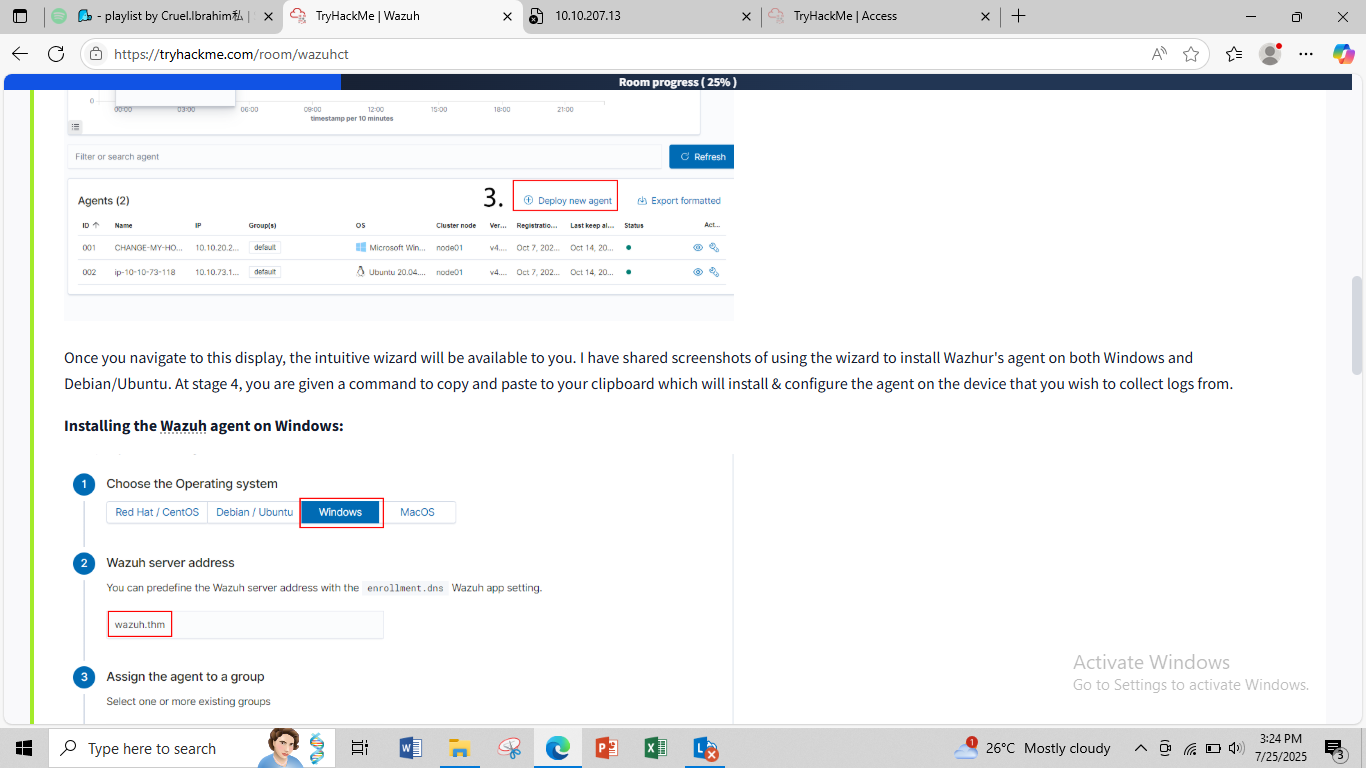 - playlist by Cruel.Ibrahim私 |
TryHackMe | Wazuh
10.10.207.13
TryHackMe | Access
https://tryhackme.com/room/wazuhct
Room progress ( 25% )
0
00:00 03:00 06:00 09:00 12:00 15:00 18:00 21:00
timestamp per 10 minutes
Filter or search agent
Refresh
Agents (2)
3.
Deploy new agent
Export formatted
ID Name IP Group(s) OS Cluster node Ver... Registratio... Last keep al... Status Act...
001 CHANGE-MY-HO... 10.10.20.2... default Microsoft Win... node01 v4.... Oct 7, 202... Oct 14, 20...
002 ip-10-10-73-118 10.10.73.1... default Ubuntu 20.04.... node01 v4.... Oct 7, 202... Oct 14, 20...
Once you navigate to this display, the intuitive wizard will be available to you. I have shared screenshots of using the wizard to install Wazhur's agent on both Windows and
Debian/Ubuntu. At stage 4, you are given a command to copy and paste to your clipboard which will install & configure the agent on the device that you wish to collect logs from.
Installing the Wazuh agent on Windows:
1 Choose the Operating system
Red Hat / CentOS Debian / Ubuntu Windows MacOS
2 Wazuh server address
You can predefine the Wazuh server address with the enrollment.dns Wazuh app setting.
wazuh.thm
3 Assign the agent to a group
Select one or more existing groups
Activate Windows
Go to Settings to activate Windows.
Type here to search
1
26°C Mostly cloudy
3:24 PM
7/25/2025
3